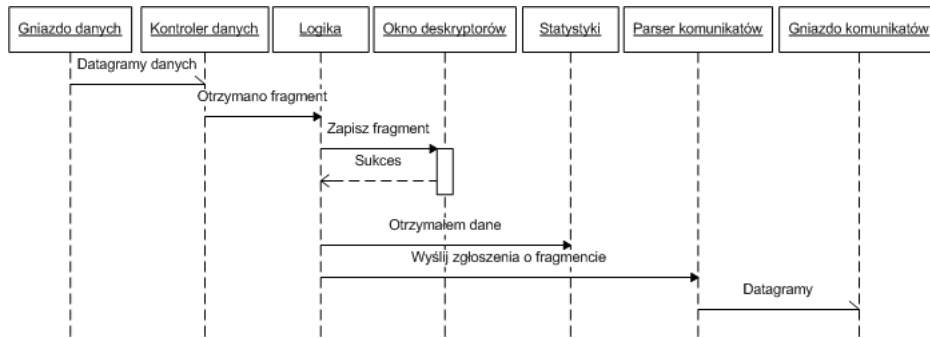 Gniazdo danych
Kontroler danych
Logika
Okno deskryptorów
Statystyki
Parser komunikatów
Gniazdo komunikatów
Datagramy danych
Otrzymano fragment
Zapisz fragment
Sukces
Otrzymałem dane
Wyślij zgłoszenia o fragmencie
Datagramy